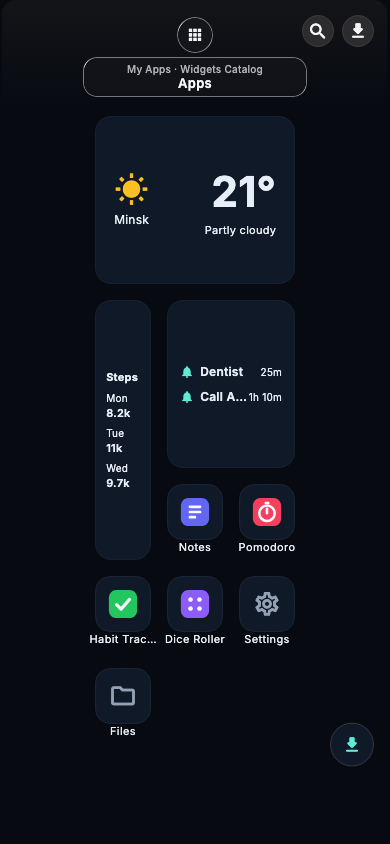 My Apps · Widgets Catalog
Apps
Minsk
21°
Partly cloudy
Steps
Mon
8.2k
Tue
11k
Wed
9.7k
Dentist 25m
Call A... 1h 10m
Notes
Pomodoro
Habit Trac...
Dice Roller
Settings
Files